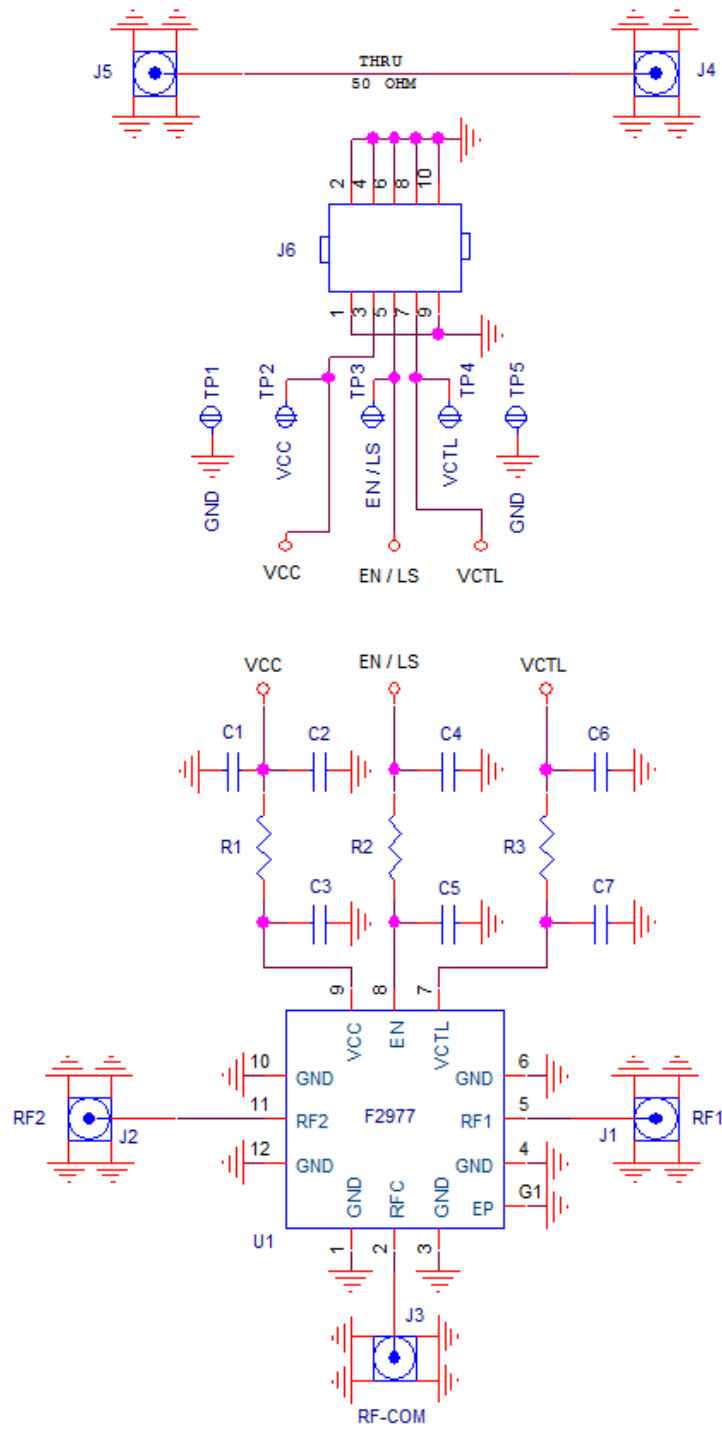 THRU
J5
J4
50 OHM
2
4
6
8
10
J6
1
3
5
7
9
TP1
TP2
TP3
TP4
TP5
GND
VCC
EN / LS
VCTL
GND
VCC
EN / LS
VCTL
VCC
EN / LS
VCTL
C1
C2
C4
C6
R1
R2
R3
C3
C5
C7
9
8
7
VCC
EN
VCTL
10
GND
GND
6
RF2
J2
11
RF2
F2977
RF1
5
J1
RF1
12
GND
GND
4
GND
RFC
GND
EP
G1
U1
1
2
3
J3
RF-COM